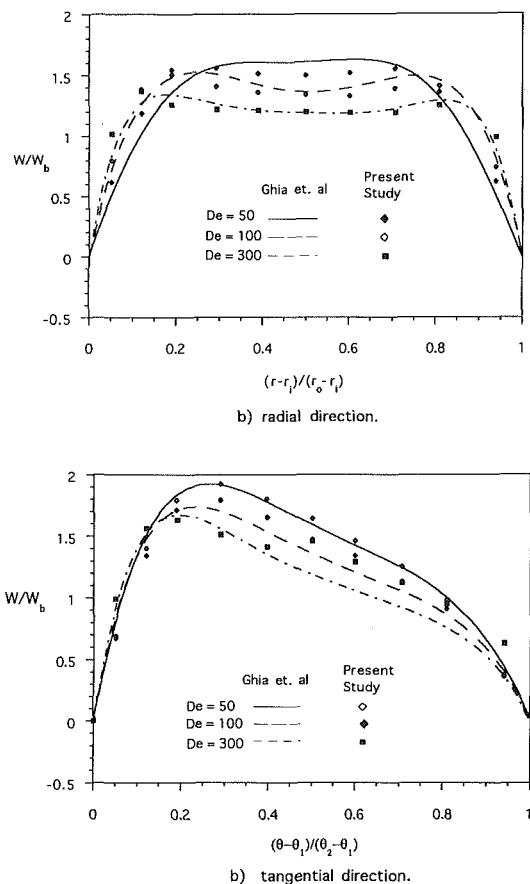 2
1.5
1
W/W_b
Ghia et. al Present Study
0.5
De = 50
De = 100
0
De = 300
-0.5
0 0.2 0.4 0.6 0.8 1
(r-r_i)/(r_o-r_i)
b) radial direction.
2
1.5
1
W/W_b
Ghia et. al Present Study
0.5
De = 50
De = 100
0
De = 300
-0.5
0 0.2 0.4 0.6 0.8 1
(θ-θ_1)/(θ_2-θ_1)
b) tangential direction.